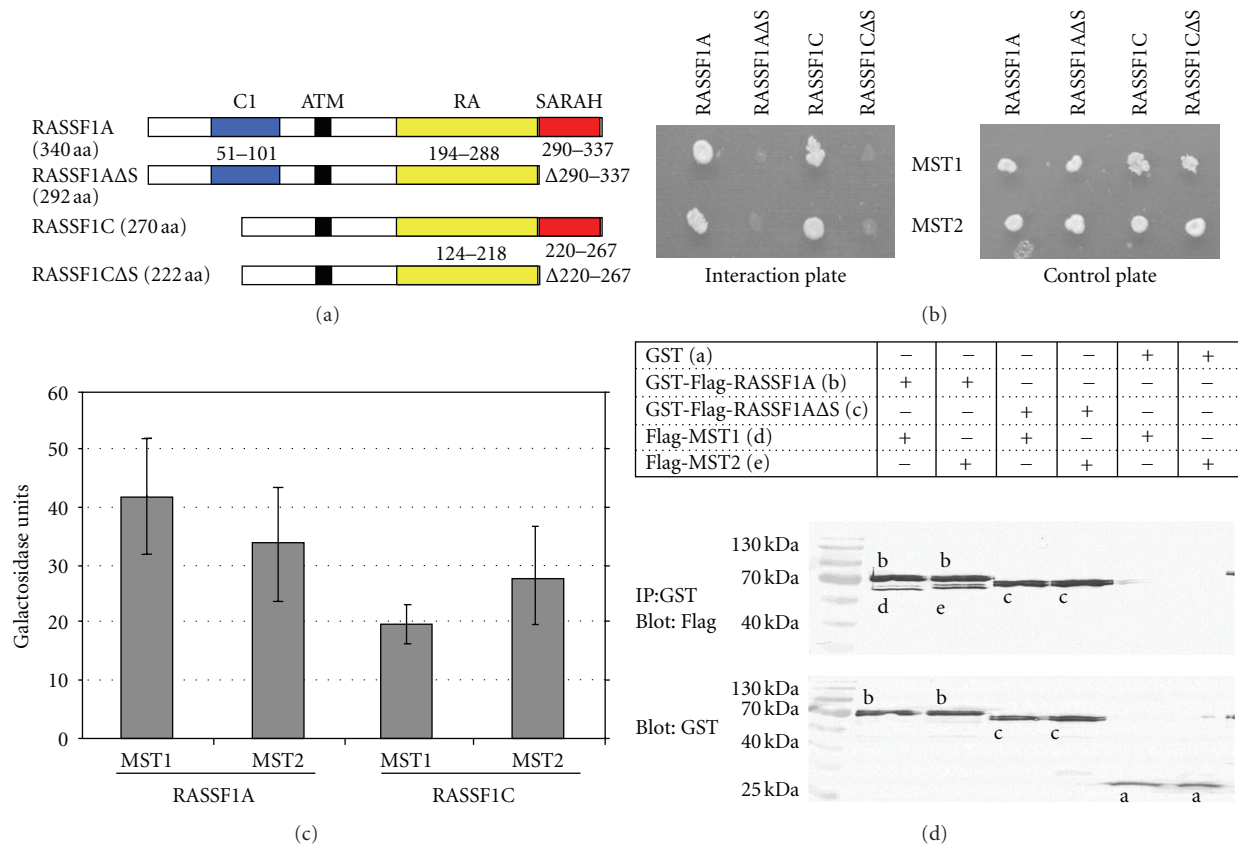 C1 ATM RA SARAH
RASSF1A
(340 aa)
51–101 194–288 290–337
RASSF1AΔS
(292 aa)
Δ290–337
RASSF1C (270 aa)
124–218 220–267
RASSF1CΔS (222 aa)
Δ220–267
(a)
RASSF1A
RASSF1AΔS
RASSF1C
RASSF1CΔS
RASSF1A
RASSF1AΔS
RASSF1C
RASSF1CΔS
MST1
MST2
Interaction plate
Control plate
(b)
Galactosidase units
60
50
40
30
20
10
0
MST1 MST2 MST1 MST2
RASSF1A RASSF1C
(c)
GST (a) − − − − + +
GST-Flag-RASSF1A (b) + + − − − −
GST-Flag-RASSF1AΔS (c) − − + + − −
Flag-MST1 (d) + − + − + −
Flag-MST2 (e) − + − + − +
IP:GST
Blot: Flag
130 kDa
70 kDa
40 kDa
b b
c c
d e
Blot: GST
130 kDa
70 kDa
40 kDa
25 kDa
b b
c c
a a
(d)